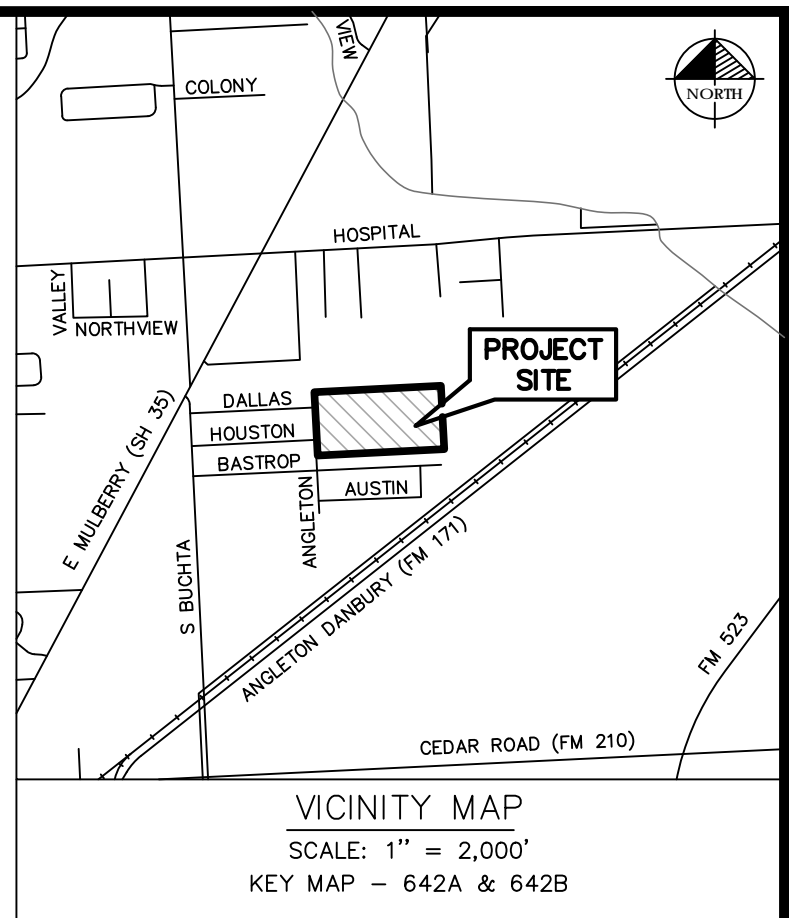 VIEW
COLONY
NORTH
HOSPITAL
VALLEY
NORTHVIEW
PROJECT
SITE
DALLAS
HOUSTON
BASTROP
AUSTIN
ANGLETON
E MULBERRY (SH 35)
S BUCHTA
ANGLETON DANBURY (FM 171)
FM 523
CEDAR ROAD (FM 210)
VICINITY MAP
SCALE: 1" = 2,000'
KEY MAP - 642A & 642B